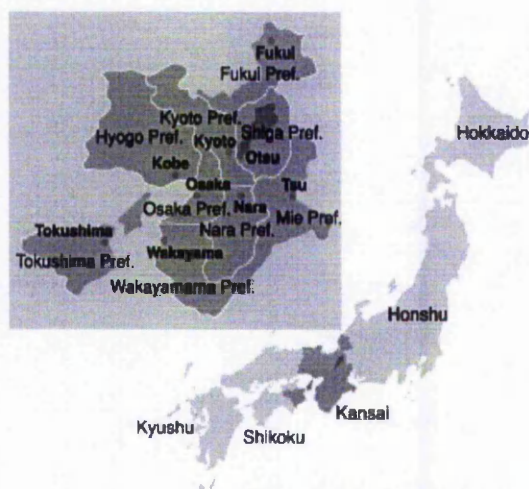 Fukui
Fukui Pref.
Kyoto Pref.
Hyogo Pref.
Kyoto
Shiga Pref.
Kobe
Otsu
Osaka
Tsu
Osaka Pref.
Nara
Mie Pref.
Tokushima
Nara Pref.
Tokushima Pref.
Wakayama
Wakayamama Pref.
Hokkaido
Honshu
Kansai
Kyushu
Shikoku